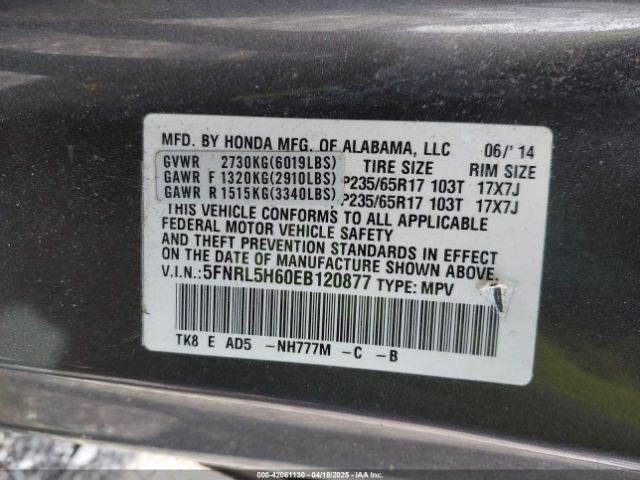 MFD. BY HONDA MFG. OF ALABAMA, LLC 06/'14
GVWR 2730KG(6019LBS) TIRE SIZE RIM SIZE
GAWR F 1320KG(2910LBS) P235/65R17 103T 17X7J
GAWR R 1515KG(3340LBS) P235/65R17 103T 17X7J
THIS VEHICLE CONFORMS TO ALL APPLICABLE
FEDERAL MOTOR VEHICLE SAFETY
AND THEFT PREVENTION STANDARDS IN EFFECT
ON THE DATE OF MANUFACTURE SHOWN ABOVE.
V.I.N.: 5FNRL5H60EB120877 TYPE: MPV
TK8 E AD5 -NH777M -C -B
000-42061130 - 04/18/2025 - IAAI.COM